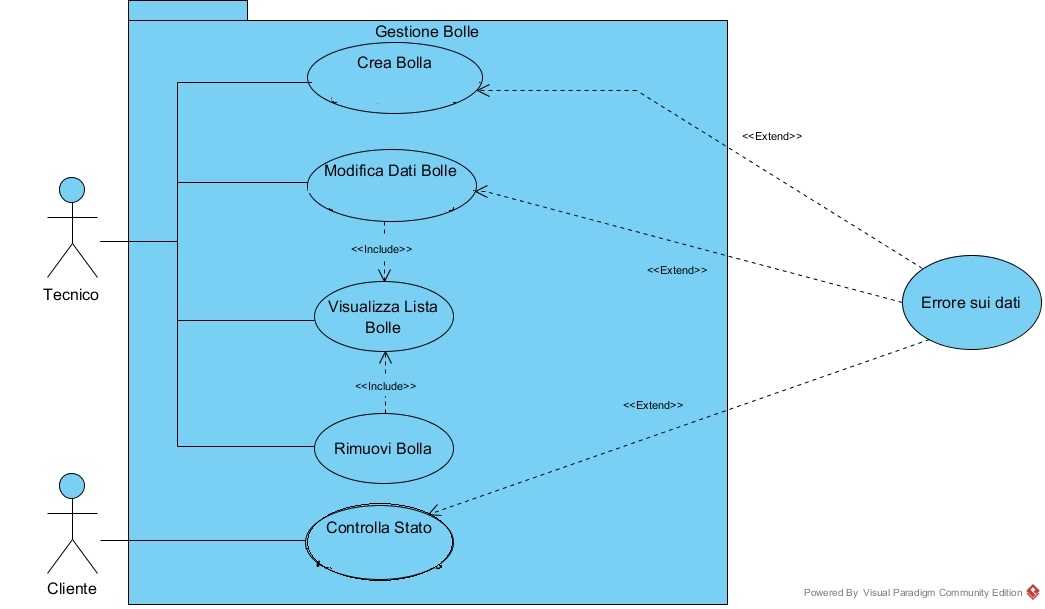 Gestione Bolle
Crea Bolla
<<Extend>>
Modifica Dati Bolle
<<Include>>
<<Extend>>
Tecnico
Visualizza Lista
Bolle
Errore sui dati
<<Include>>
<<Extend>>
Rimuovi Bolla
Controlla Stato
Cliente
Powered By Visual Paradigm Community Edition